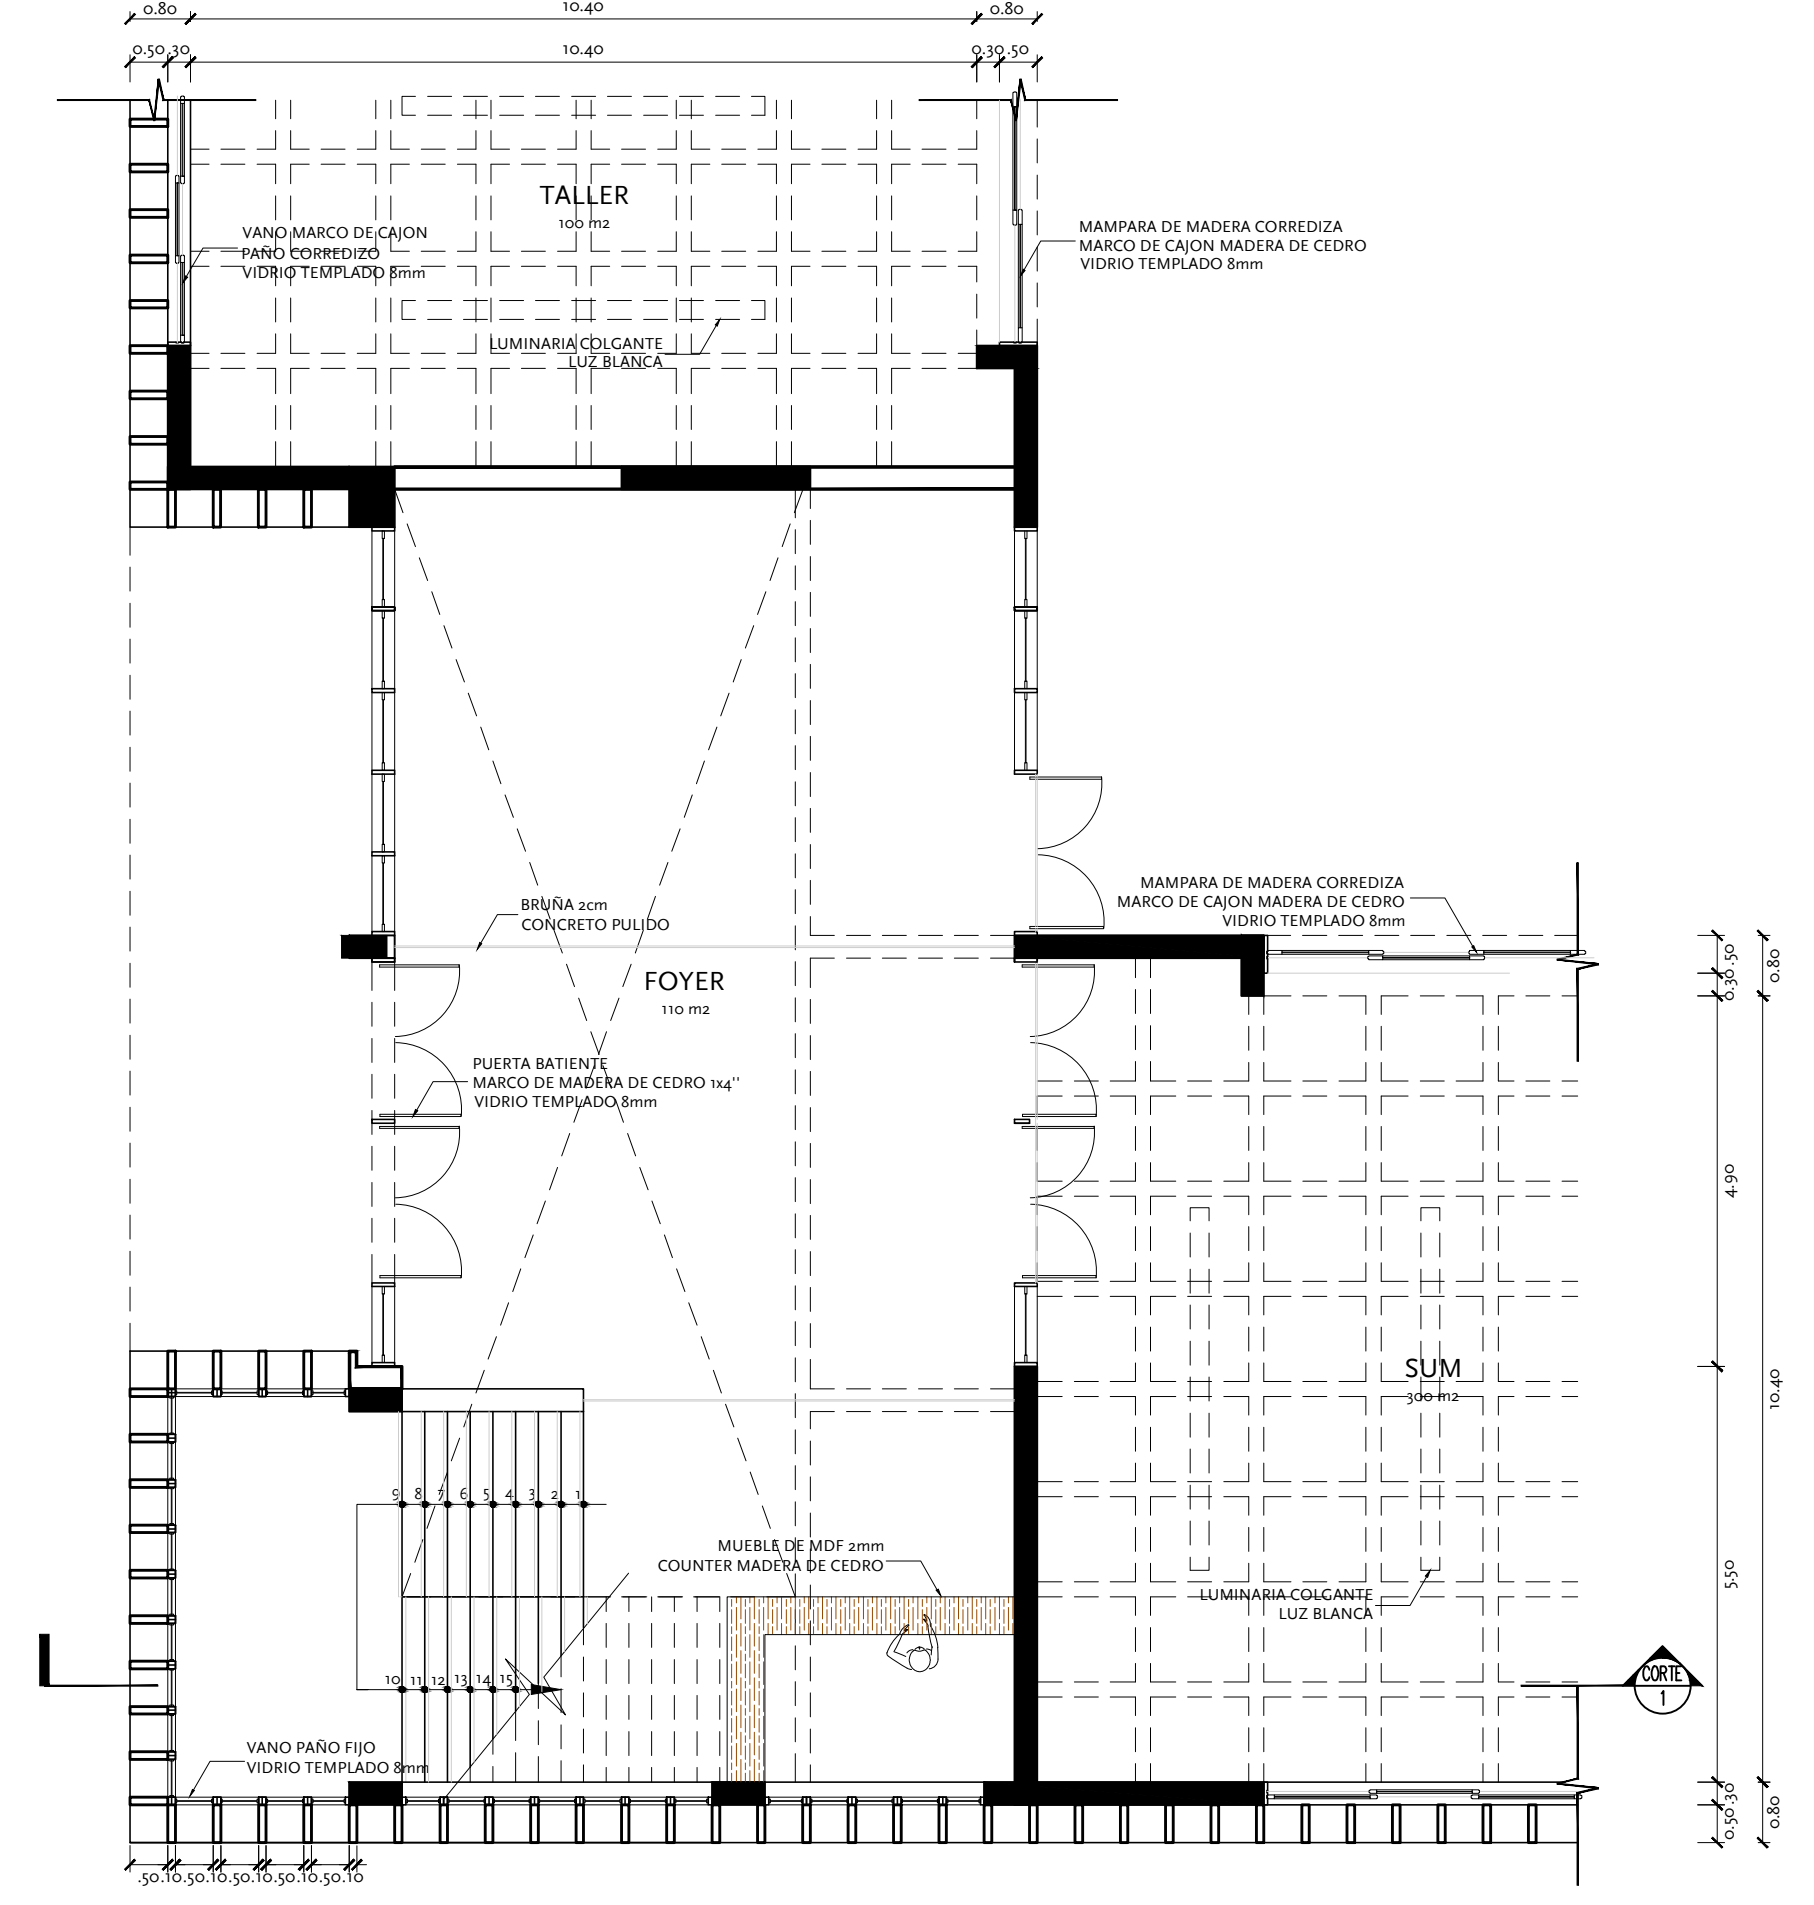 0.80
10.40
0.80
0.50
.30
10.40
0.30
.50
TALLER
100 m2
VANO MARCO DE CAJON
PAÑO CORREDIZO
VIDRIO TEMPLADO 8mm
MAMPARA DE MADERA CORREDIZA
MARCO DE CAJON MADERA DE CEDRO
VIDRIO TEMPLADO 8mm
LUMINARIA COLGANTE
LUZ BLANCA
MAMPARA DE MADERA CORREDIZA
MARCO DE CAJON MADERA DE CEDRO
VIDRIO TEMPLADO 8mm
BRUÑA 2cm
CONCRETO PULIDO
FOYER
110 m2
0.30
.50
0.80
PUERTA BATIENTE
MARCO DE MADERA DE CEDRO 1x4''
VIDRIO TEMPLADO 8mm
4.90
SUM
300 m2
10.40
9 8 7 6 5 4 3 2 1
MUEBLE DE MDF 2mm
COUNTER MADERA DE CEDRO
5.50
LUMINARIA COLGANTE
LUZ BLANCA
10 11 12 13 14 15
CORTE
1
VANO PAÑO FIJO
VIDRIO TEMPLADO 8mm
0.50
.30
0.80
.50.10.50.10.50.10.50.10.50.10